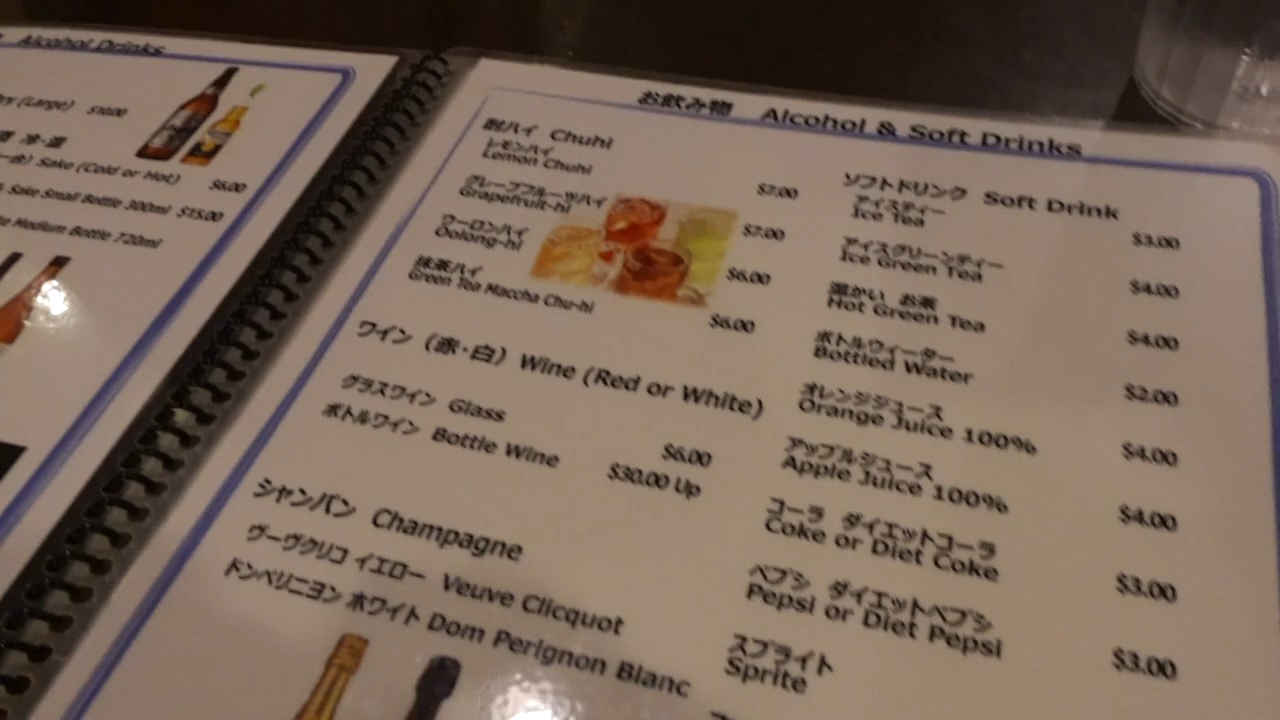 Alcohol Drinks
(Large) $10.00
冷・温
Sake (Cold or Hot) $6.00
Sake Small Bottle 300ml $15.00
Medium Bottle 720ml
お飲み物 Alcohol & Soft Drinks
酎ハイ Chuhi
レモンハイ
Lemon Chuhi $7.00
グレープフルーツハイ
Grapefruit-hi $7.00
ウーロンハイ
Oolong-hi $6.00
抹茶ハイ
Green Tea Maccha Chu-hi $6.00
ワイン（赤・白）Wine (Red or White)
グラスワイン Glass $6.00
ボトルワイン Bottle Wine $30.00 Up
シャンパン Champagne
ヴーヴクリコ イエロー Veuve Clicquot
ドンペリニヨン ホワイト Dom Perignon Blanc
ソフトドリンク Soft Drink
アイスティー
Ice Tea $3.00
アイスグリーンティー
Ice Green Tea $4.00
温かい お茶
Hot Green Tea $4.00
ボトルウィーター
Bottled Water $2.00
オレンジジュース
Orange Juice 100% $4.00
アップルジュース
Apple Juice 100% $4.00
コーラ ダイエットコーラ
Coke or Diet Coke $3.00
ペプシ ダイエットペプシ
Pepsi or Diet Pepsi $3.00
スプライト
Sprite